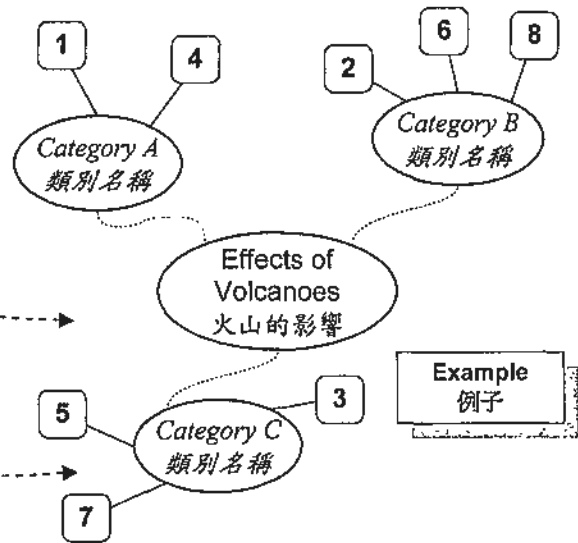 1
4
Category A
類別名稱
2
6
8
Category B
類別名稱
Effects of
Volcanoes
火山的影響
Example
例子
5
3
Category C
類別名稱
7